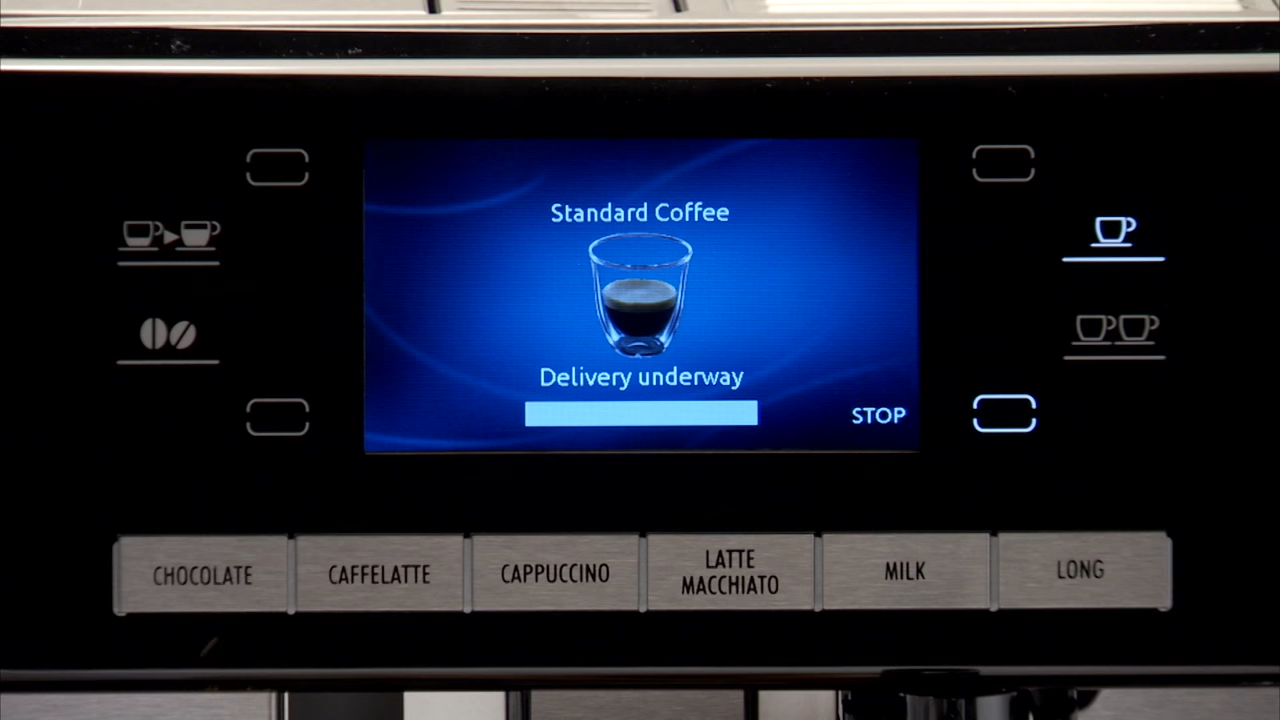 Standard Coffee
Delivery underway
STOP
CHOCOLATE
CAFFELATTE
CAPPUCCINO
LATTE
MACCHIATO
MILK
LONG